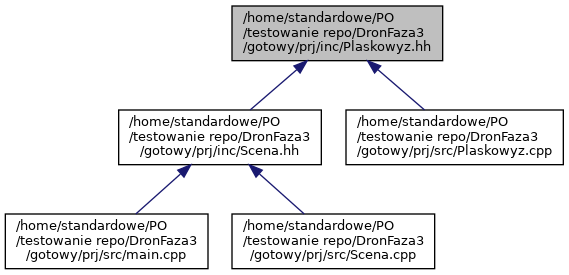 /home/standardowe/PO
/testowanie repo/DronFaza3
/gotowy/prj/inc/Plaskowyz.hh
/home/standardowe/PO
/testowanie repo/DronFaza3
/gotowy/prj/inc/Scena.hh
/home/standardowe/PO
/testowanie repo/DronFaza3
/gotowy/prj/src/Plaskowyz.cpp
/home/standardowe/PO
/testowanie repo/DronFaza3
/gotowy/prj/src/main.cpp
/home/standardowe/PO
/testowanie repo/DronFaza3
/gotowy/prj/src/Scena.cpp